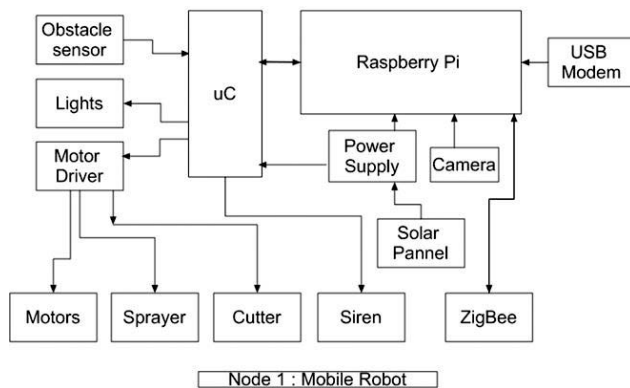 Obstacle
sensor
uC
Raspberry Pi
USB
Modem
Lights
Motor
Driver
Power
Supply
Camera
Solar
Pannel
Motors
Sprayer
Cutter
Siren
ZigBee
Node 1 : Mobile Robot